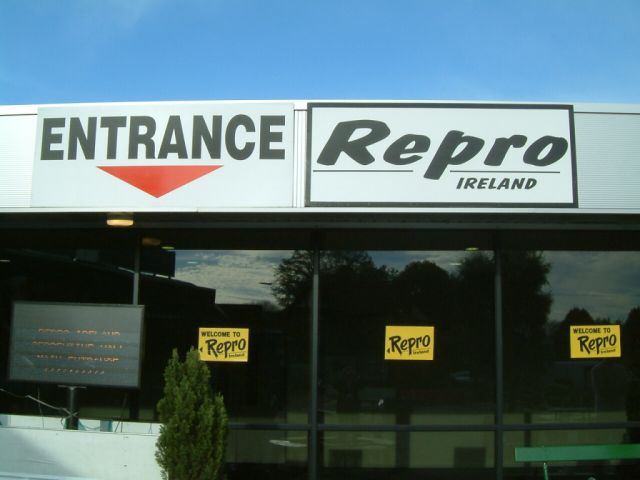 ENTRANCE
Repro
IRELAND
WELCOME TO
Repro
Ireland
Repro
Ireland
WELCOME TO
Repro
Ireland